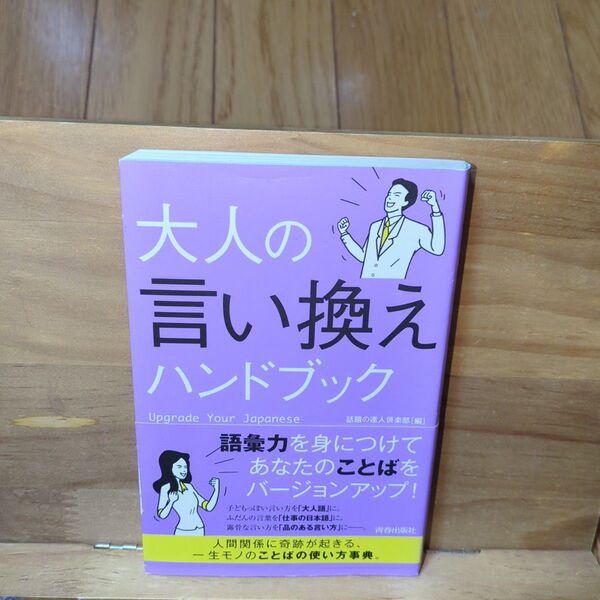 大人の
言い換え
ハンドブック
Upgrade Your Japanese
話題の達人倶楽部[編]
語彙力を身につけて
あなたのことばを
バージョンアップ!
子どもっぽい言い方を「大人語」に。
ふだんの言葉を「仕事の日本語」に。
露骨な言い方を「品のある言い方」に――。
青春出版社
人間関係に奇跡が起きる、
一生モノのことばの使い方事典。